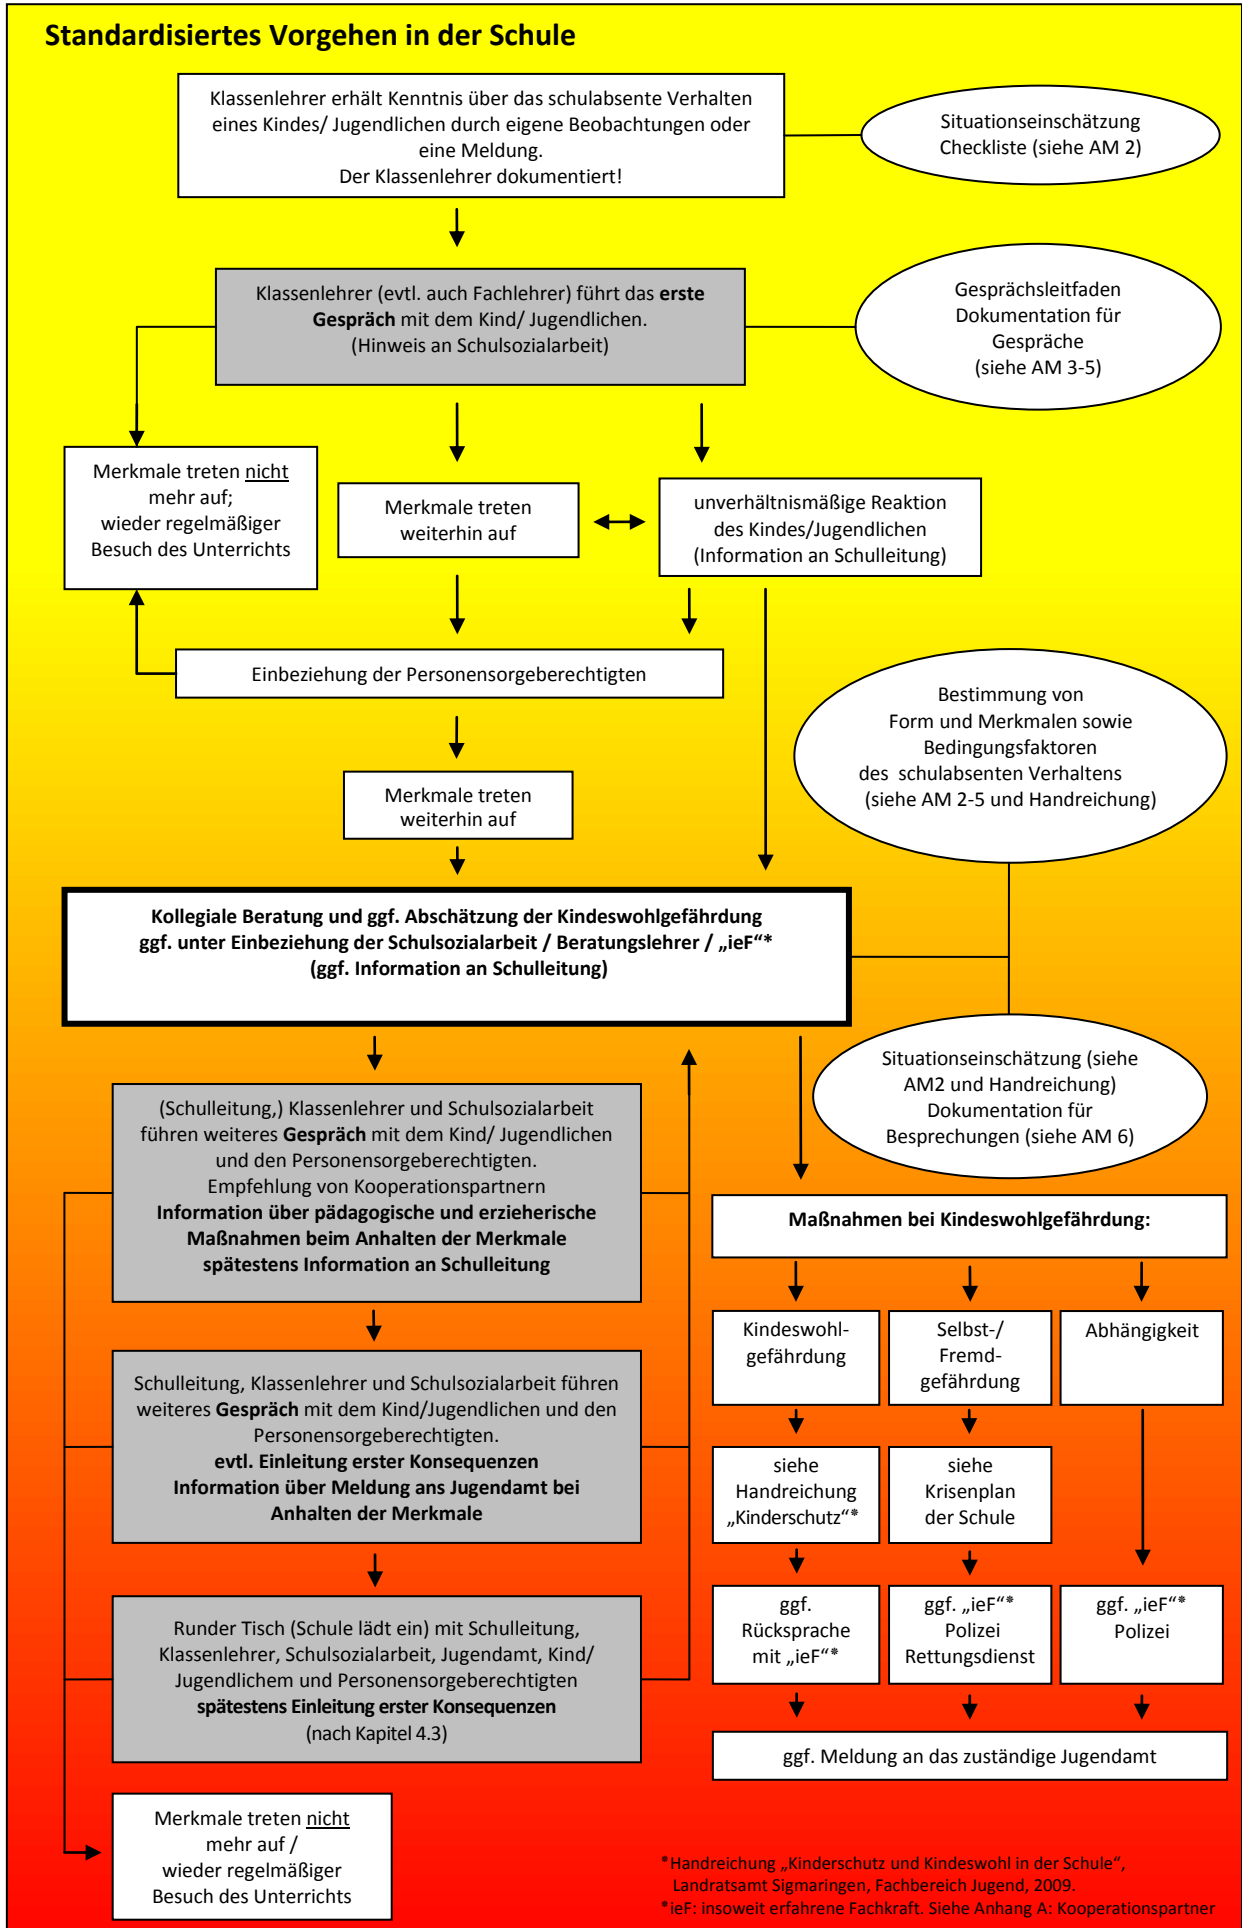 Standardisiertes Vorgehen in der Schule
Klassenlehrer erhält Kenntnis über das schulabsente Verhalten
eines Kindes/ Jugendlichen durch eigene Beobachtungen oder
eine Meldung.
Der Klassenlehrer dokumentiert!
Situationseinschätzung
Checkliste (siehe AM 2)
Klassenlehrer (evtl. auch Fachlehrer) führt das erste
Gespräch mit dem Kind/ Jugendlichen.
(Hinweis an Schulsozialarbeit)
Gesprächsleitfaden
Dokumentation für
Gespräche
(siehe AM 3-5)
Merkmale treten nicht
mehr auf;
wieder regelmäßiger
Besuch des Unterrichts
Merkmale treten
weiterhin auf
unverhältnismäßige Reaktion
des Kindes/Jugendlichen
(Information an Schulleitung)
Einbeziehung der Personensorgeberechtigten
Bestimmung von
Form und Merkmalen sowie
Bedingungsfaktoren
des schulabsenten Verhaltens
(siehe AM 2-5 und Handreichung)
Merkmale treten
weiterhin auf
Kollegiale Beratung und ggf. Abschätzung der Kindeswohlgefährdung
ggf. unter Einbeziehung der Schulsozialarbeit / Beratungslehrer / „ieF“*
(ggf. Information an Schulleitung)
Situationseinschätzung (siehe
AM2 und Handreichung)
Dokumentation für
Besprechungen (siehe AM 6)
(Schulleitung,) Klassenlehrer und Schulsozialarbeit
führen weiteres Gespräch mit dem Kind/ Jugendlichen
und den Personensorgeberechtigten.
Empfehlung von Kooperationspartnern
Information über pädagogische und erzieherische
Maßnahmen beim Anhalten der Merkmale
spätestens Information an Schulleitung
Schulleitung, Klassenlehrer und Schulsozialarbeit führen
weiteres Gespräch mit dem Kind/Jugendlichen und den
Personensorgeberechtigten.
evtl. Einleitung erster Konsequenzen
Information über Meldung ans Jugendamt bei
Anhalten der Merkmale
Runder Tisch (Schule lädt ein) mit Schulleitung,
Klassenlehrer, Schulsozialarbeit, Jugendamt, Kind/
Jugendlichem und Personensorgeberechtigten
spätestens Einleitung erster Konsequenzen
(nach Kapitel 4.3)
Merkmale treten nicht
mehr auf /
wieder regelmäßiger
Besuch des Unterrichts
Maßnahmen bei Kindeswohlgefährdung:
Kindeswohl-
gefährdung
Selbst-/
Fremd-
gefährdung
Abhängigkeit
siehe
Handreichung
„Kinderschutz“*
siehe
Krisenplan
der Schule
ggf.
Rücksprache
mit „ieF“*
ggf. „ieF“*
Polizei
Rettungsdienst
ggf. „ieF“*
Polizei
ggf. Meldung an das zuständige Jugendamt
*Handreichung „Kinderschutz und Kindeswohl in der Schule“,
Landratsamt Sigmaringen, Fachbereich Jugend, 2009.
*ieF: insoweit erfahrene Fachkraft. Siehe Anhang A: Kooperationspartner